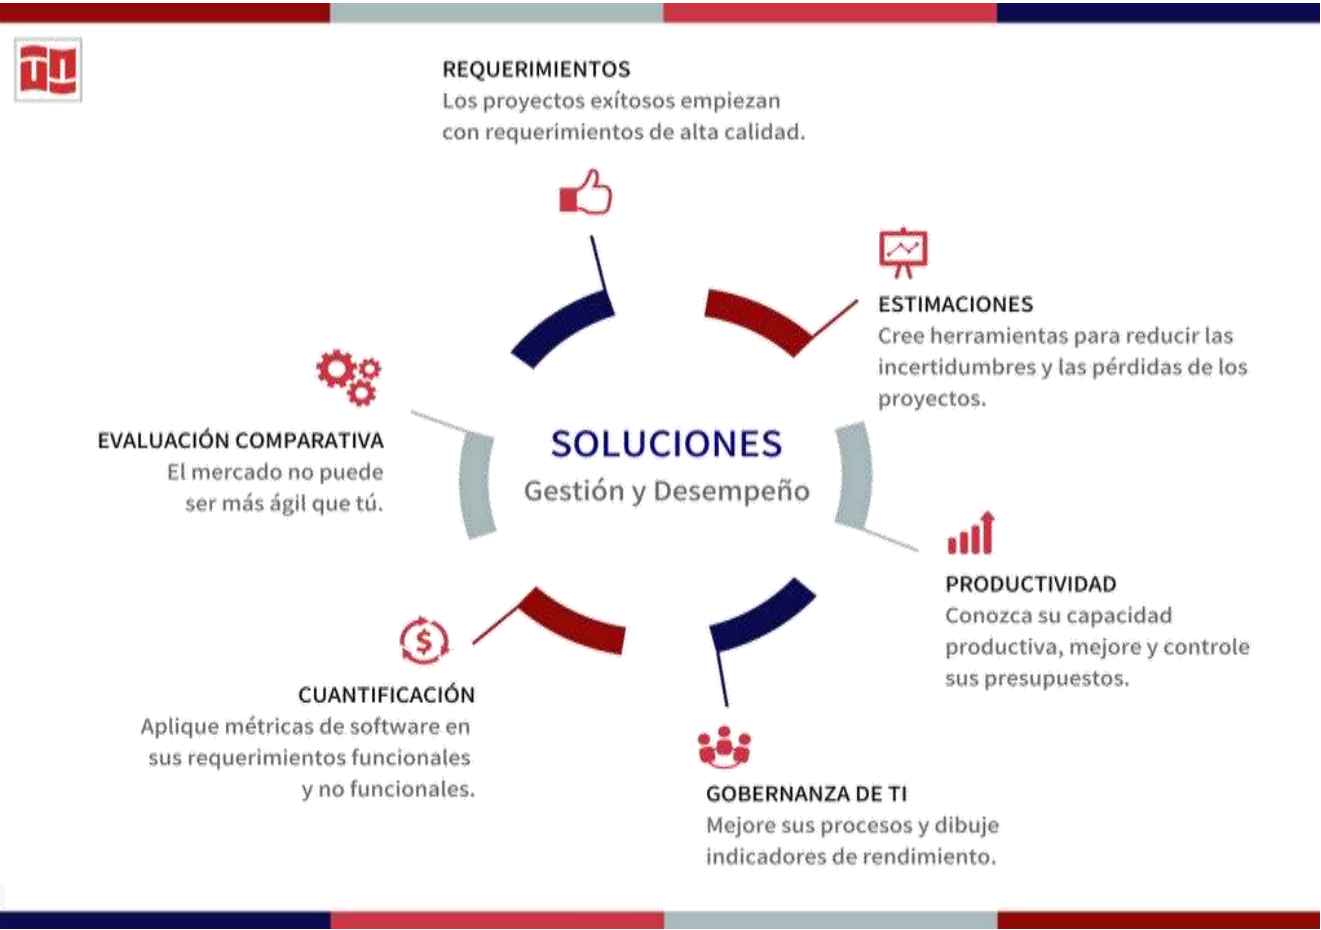 REQUERIMIENTOS
Los proyectos exítosos empiezan
con requerimientos de alta calidad.
ESTIMACIONES
Cree herramientas para reducir las
incertidumbres y las pérdidas de los
proyectos.
EVALUACIÓN COMPARATIVA
El mercado no puede
ser más ágil que tú.
SOLUCIONES
Gestión y Desempeño
PRODUCTIVIDAD
Conozca su capacidad
productiva, mejore y controle
sus presupuestos.
CUANTIFICACIÓN
Aplique métricas de software en
sus requerimientos funcionales
y no funcionales.
GOBERNANZA DE TI
Mejore sus procesos y dibuje
indicadores de rendimiento.